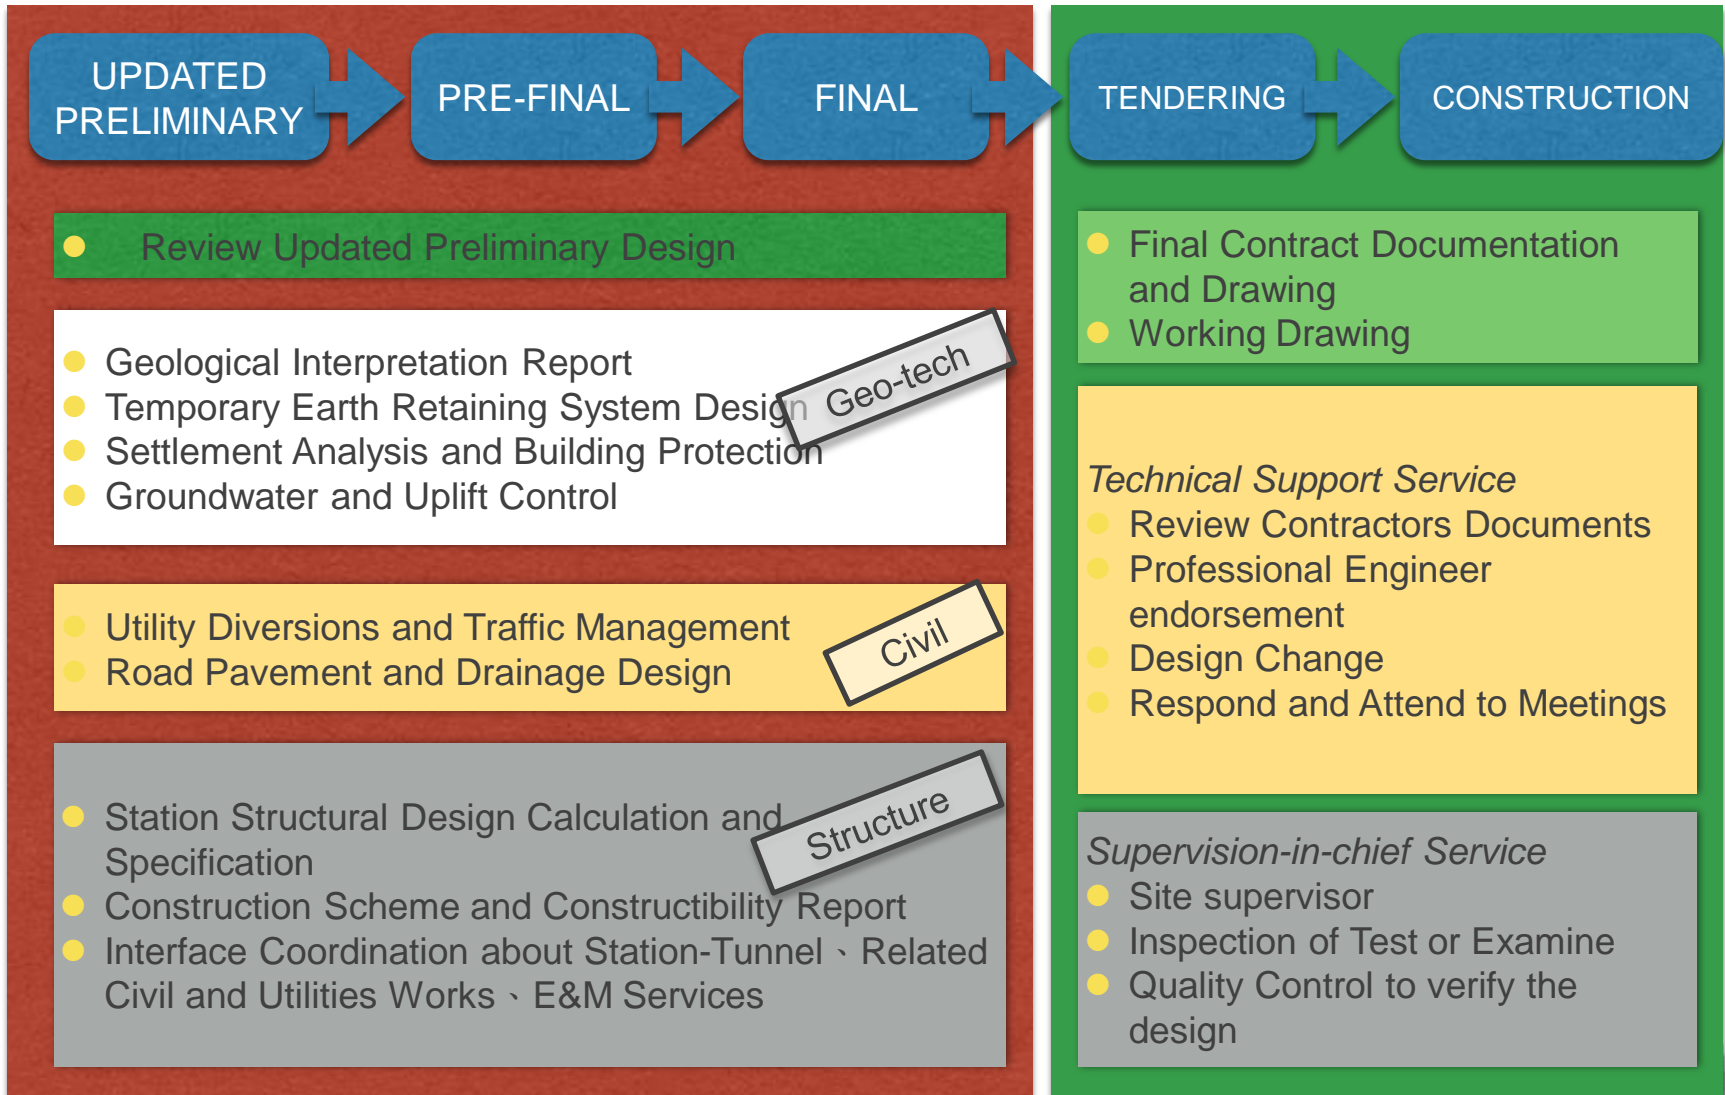 UPDATED
PRELIMINARY
PRE-FINAL
FINAL
TENDERING
CONSTRUCTION
Review Updated Preliminary Design
Geo-tech
Geological Interpretation Report
Temporary Earth Retaining System Design
Settlement Analysis and Building Protection
Groundwater and Uplift Control
Civil
Utility Diversions and Traffic Management
Road Pavement and Drainage Design
Structure
Station Structural Design Calculation and
Specification
Construction Scheme and Constructibility Report
Interface Coordination about Station-Tunnel、Related
Civil and Utilities Works、E&M Services
Final Contract Documentation
and Drawing
Working Drawing
Technical Support Service
Review Contractors Documents
Professional Engineer
endorsement
Design Change
Respond and Attend to Meetings
Supervision-in-chief Service
Site supervisor
Inspection of Test or Examine
Quality Control to verify the
design